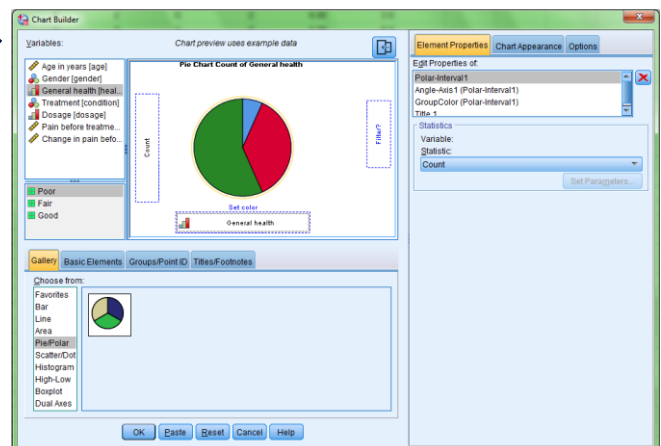 Chart Builder
Variables:
Chart preview uses example data
Age in years [age]
Gender [gender]
General health [heal...
Treatment [condition]
Dosage [dosage]
Pain before treatme...
Change in pain befo...
Poor
Fair
Good
Pie Chart Count of General health
Count
Filter?
Set color
General health
Gallery
Basic Elements
Groups/Point ID
Titles/Footnotes
Choose from:
Favorites
Bar
Line
Area
Pie/Polar
Scatter/Dot
Histogram
High-Low
Boxplot
Dual Axes
OK
Paste
Reset
Cancel
Help
Element Properties
Chart Appearance
Options
Edit Properties of:
Polar-Interval1
Angle-Axis1 (Polar-Interval1)
GroupColor (Polar-Interval1)
Title 1
Statistics
Variable:
Statistic:
Count
Set Parameters...